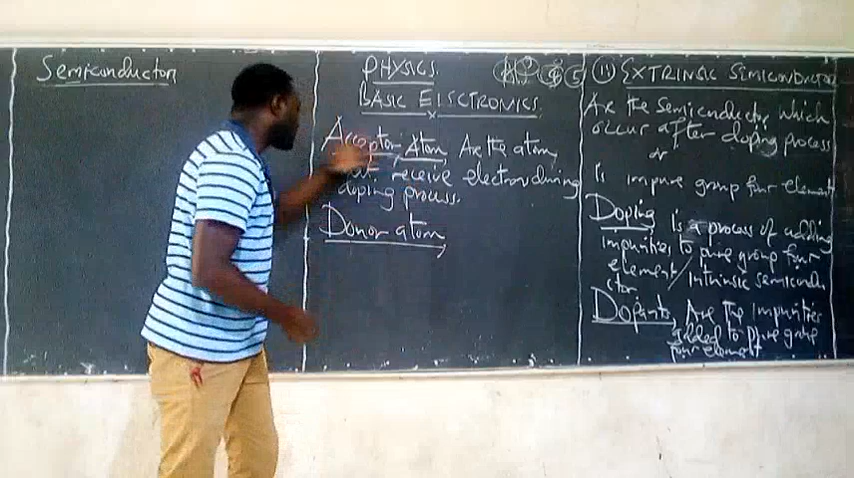 Semiconductor
PHYSICS
BASIC ELECTRONICS
Acceptor Atom, Are the atom,
receive electron during
doping process.
Donor atom,
(ii) EXTRINSIC SEMICONDUCTOR
Are the semiconductor which
occur after doping process
or
Is impure group four element
Doping Is a process of adding
impurities to pure group four
element / Intrinsic semicondu
ctor
Dopants, Are the impurities
added to pure group
four element